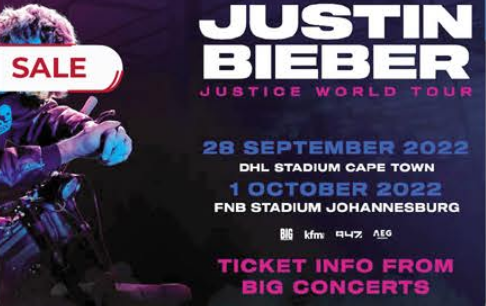 JUSTIN
BIEBER
JUSTICE WORLD TOUR
SALE
28 SEPTEMBER 2022
DHL STADIUM CAPE TOWN
1 OCTOBER 2022
FNB STADIUM JOHANNESBURG
BIG kfm 947 AEG
TICKET INFO FROM
BIG CONCERTS